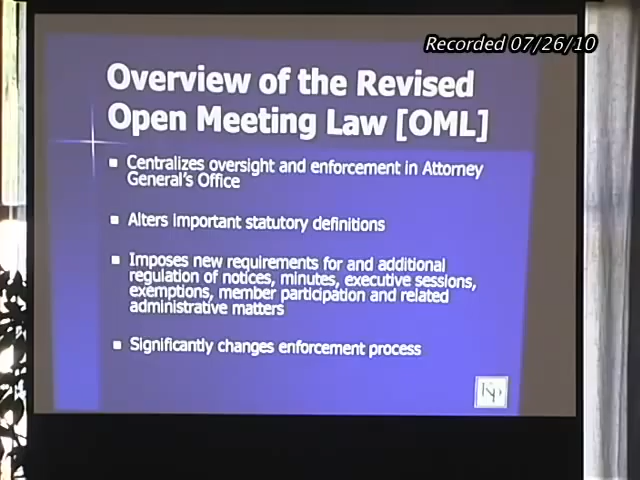 Recorded 07/26/10
Overview of the Revised
Open Meeting Law [OML]
Centralizes oversight and enforcement in Attorney
General's Office
Alters important statutory definitions
Imposes new requirements for and additional
regulation of notices, minutes, executive sessions,
exemptions, member participation and related
administrative matters
Significantly changes enforcement process